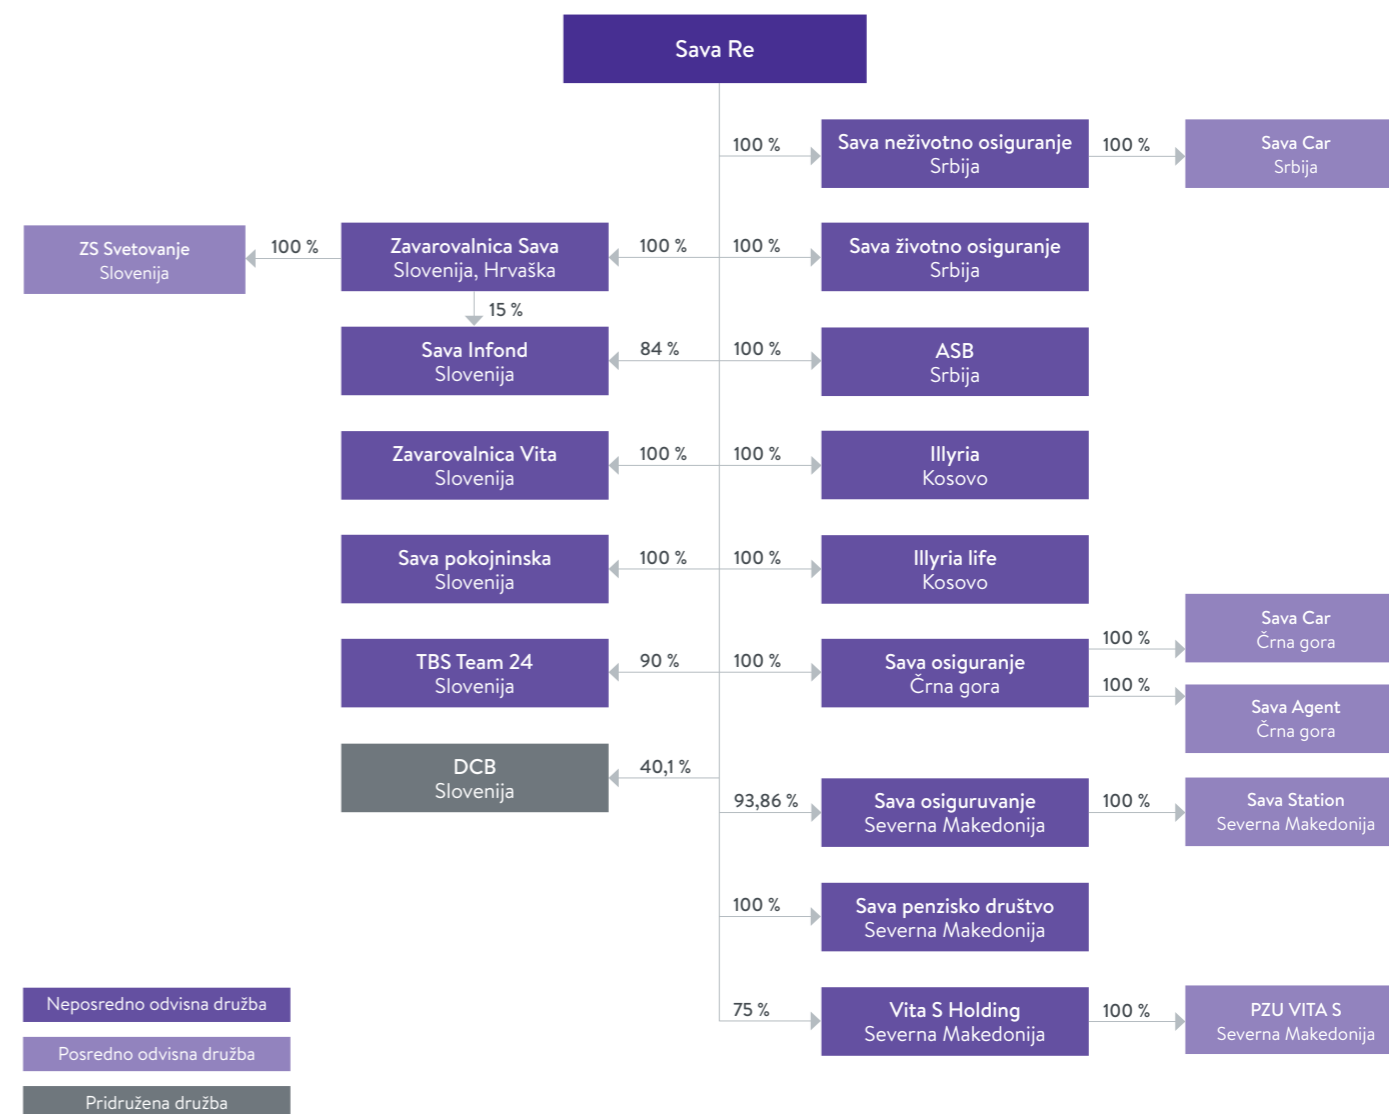 Sava Re
100 %
Sava neživotno osiguranje
Srbija
100 %
Sava Car
Srbija
ZS Svetovanje
Slovenija
100 %
Zavarovalnica Sava
Slovenija, Hrvaška
100 %
100 %
Sava životno osiguranje
Srbija
15 %
Sava Infond
Slovenija
84 %
100 %
ASB
Srbija
Zavarovalnica Vita
Slovenija
100 %
100 %
Illyria
Kosovo
Sava pokojninska
Slovenija
100 %
100 %
Illyria life
Kosovo
TBS Team 24
Slovenija
90 %
100 %
Sava osiguranje
Črna gora
100 %
Sava Car
Črna gora
100 %
Sava Agent
Črna gora
DCB
Slovenija
40,1 %
93,86 %
Sava osiguruvanje
Severna Makedonija
100 %
Sava Station
Severna Makedonija
100 %
Sava penzisko društvo
Severna Makedonija
75 %
Vita S Holding
Severna Makedonija
100 %
PZU VITA S
Severna Makedonija
Neposredno odvisna družba
Posredno odvisna družba
Pridružena družba